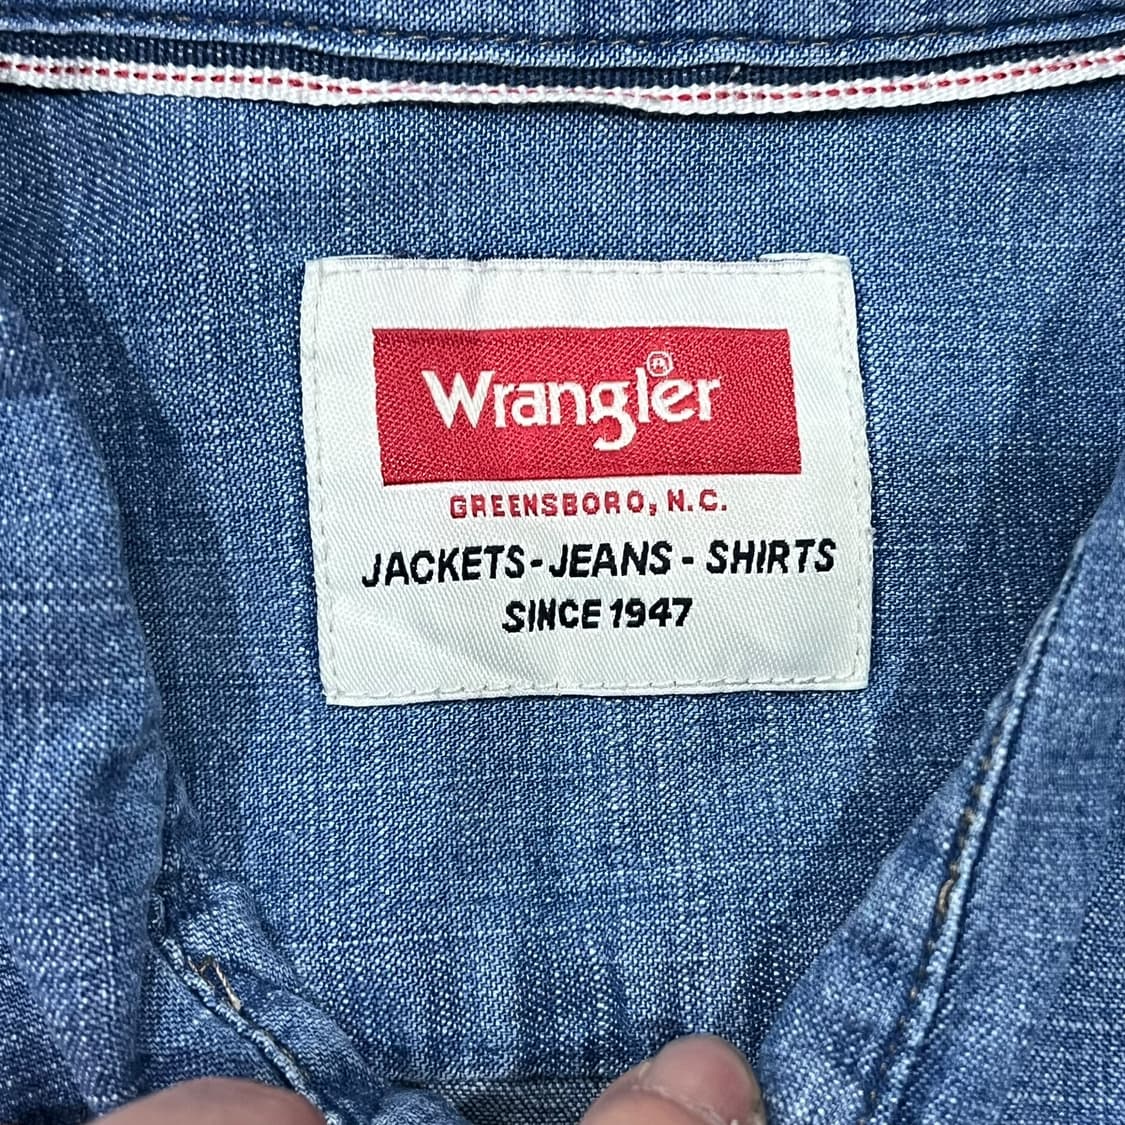 Wrangler®
GREENSBORO, N.C.
JACKETS-JEANS-SHIRTS
SINCE 1947